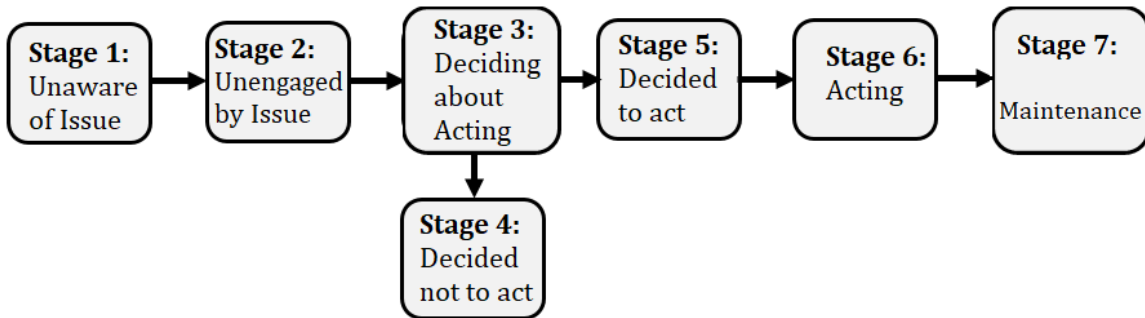 Stage 1:
Unaware
of Issue
Stage 2:
Unengaged
by Issue
Stage 3:
Deciding
about
Acting
Stage 4:
Decided
not to act
Stage 5:
Decided
to act
Stage 6:
Acting
Stage 7:
Maintenance